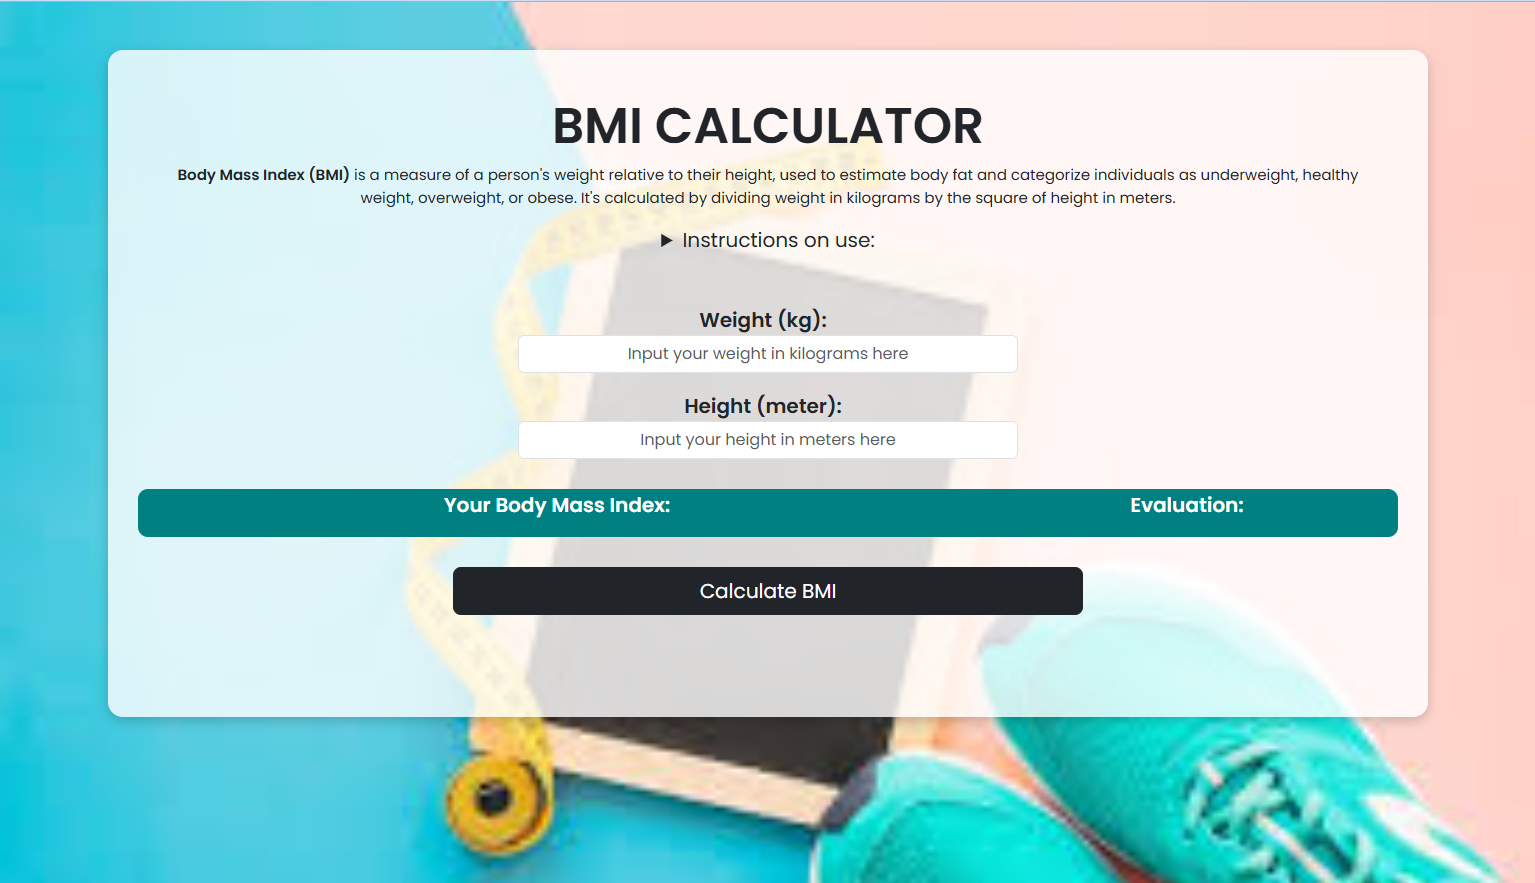 BMI CALCULATOR
Body Mass Index (BMI) is a measure of a person's weight relative to their height, used to estimate body fat and categorize individuals as underweight, healthy
weight, overweight, or obese. It's calculated by dividing weight in kilograms by the square of height in meters.
Instructions on use:
Weight (kg):
Input your weight in kilograms here
Height (meter):
Input your height in meters here
Your Body Mass Index: Evaluation:
Calculate BMI